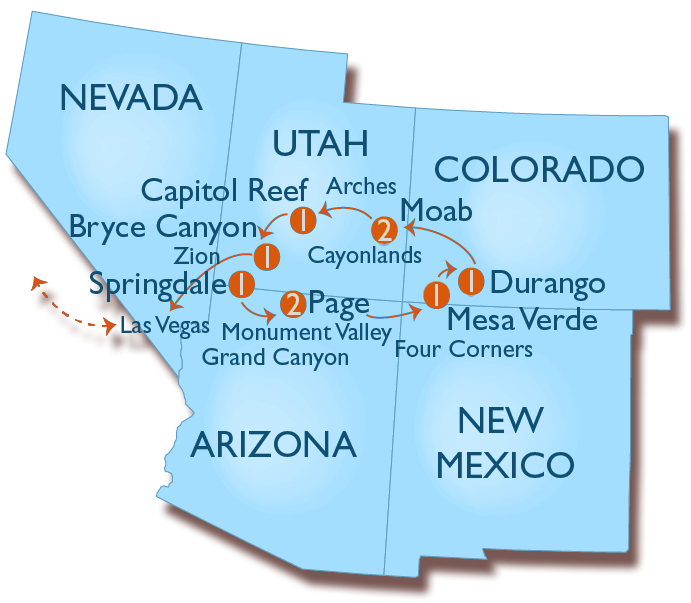 NEVADA
UTAH
COLORADO
Capitol Reef
Arches
Moab
1
2
Bryce Canyon
1
Zion
Cayonlands
Springdale
1
2
Page
1
1
Durango
Mesa Verde
Las Vegas
Monument Valley
Grand Canyon
Four Corners
ARIZONA
NEW
MEXICO